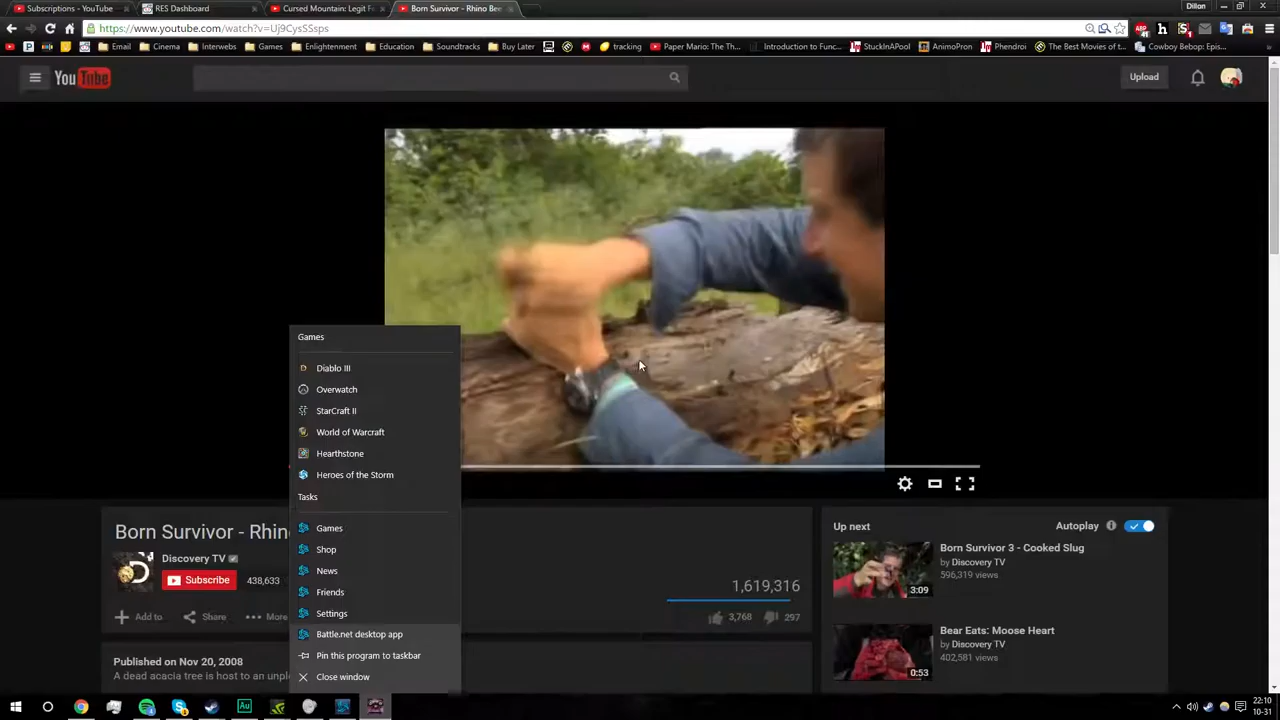 Subscriptions - YouTube
RES Dashboard
Cursed Mountain: Legit F
Born Survivor - Rhino Bee
Dillon
https://www.youtube.com/watch?v=Uj9CysSSsps
Email
Cinema
Interwebs
Games
Enlightenment
Education
Soundtracks
Buy Later
tracking
Paper Mario: The Th...
Introduction to Func...
StuckInAPool
AnimoPron
Phendroi
The Best Movies of t...
Cowboy Bebop: Epis...
YouTube
Upload
Games
Diablo III
Overwatch
StarCraft II
World of Warcraft
Hearthstone
Heroes of the Storm
Tasks
Games
Shop
News
Friends
Settings
Battle.net desktop app
Pin this program to taskbar
Close window
Born Survivor - Rhin
Discovery TV
Subscribe 438,633
Add to Share More
1,619,316
3,768 297
Published on Nov 20, 2008
A dead acacia tree is host to an unpl
Up next Autoplay
Born Survivor 3 - Cooked Slug
by Discovery TV
596,319 views
3:09
Bear Eats: Moose Heart
by Discovery TV
402,581 views
0:53
Au
22:10
10-31